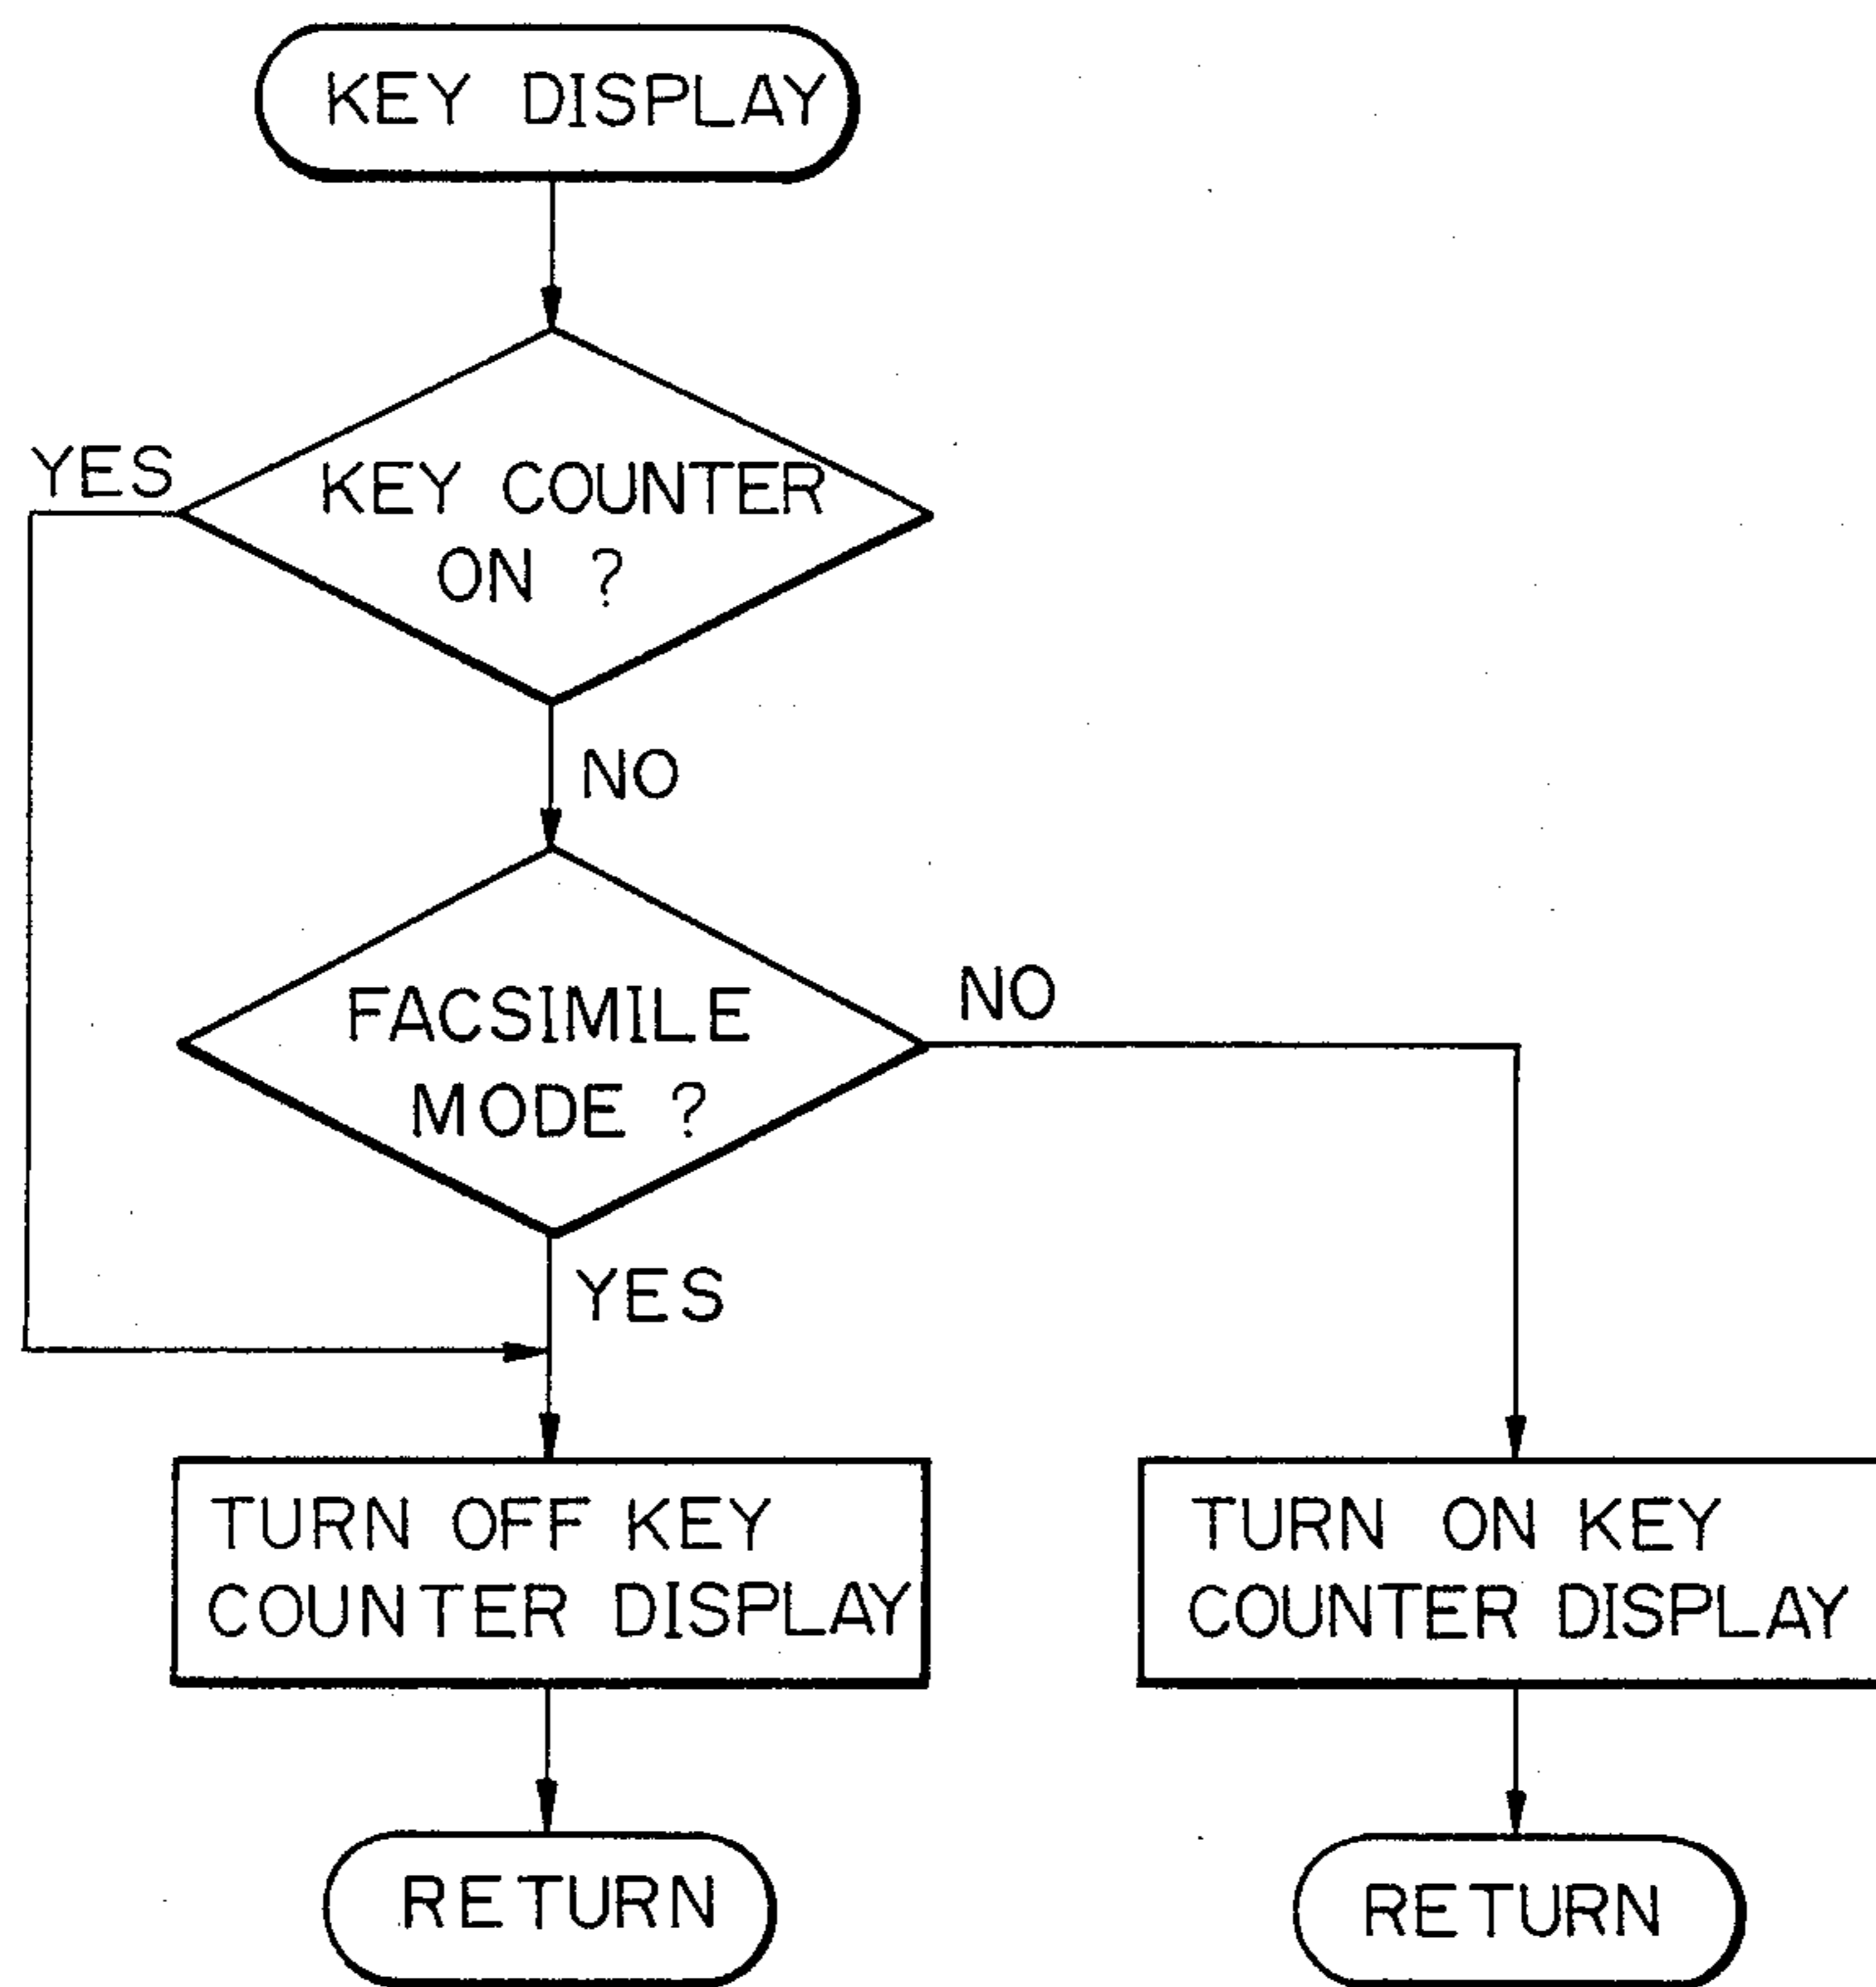 KEY DISPLAY
YES
KEY COUNTER
ON ?
NO
FACSIMILE
MODE ?
NO
YES
TURN OFF KEY
COUNTER DISPLAY
TURN ON KEY
COUNTER DISPLAY
RETURN
RETURN